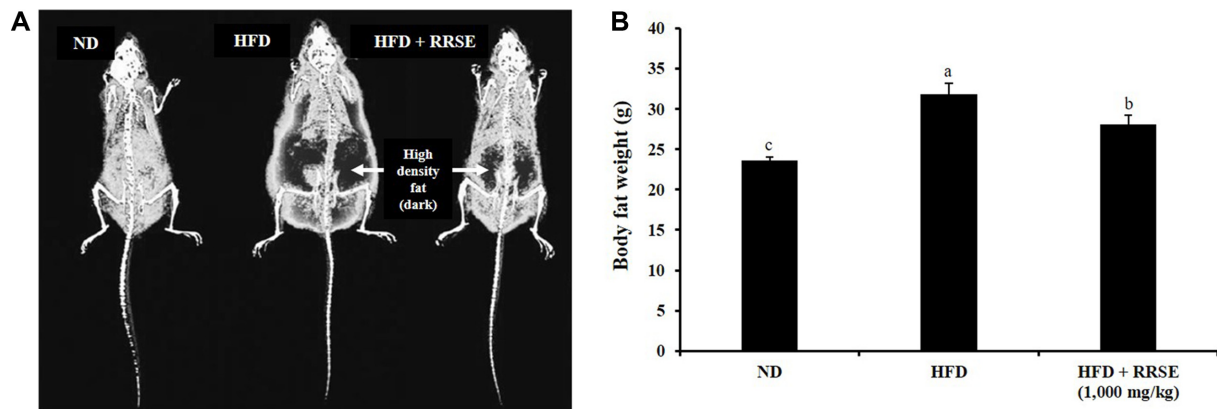 A
ND
HFD
HFD + RRSE
High
density
fat
(dark)
B
Body fat weight (g)
40
35
30
25
20
15
10
5
0
c
a
b
ND
HFD
HFD + RRSE
(1,000 mg/kg)